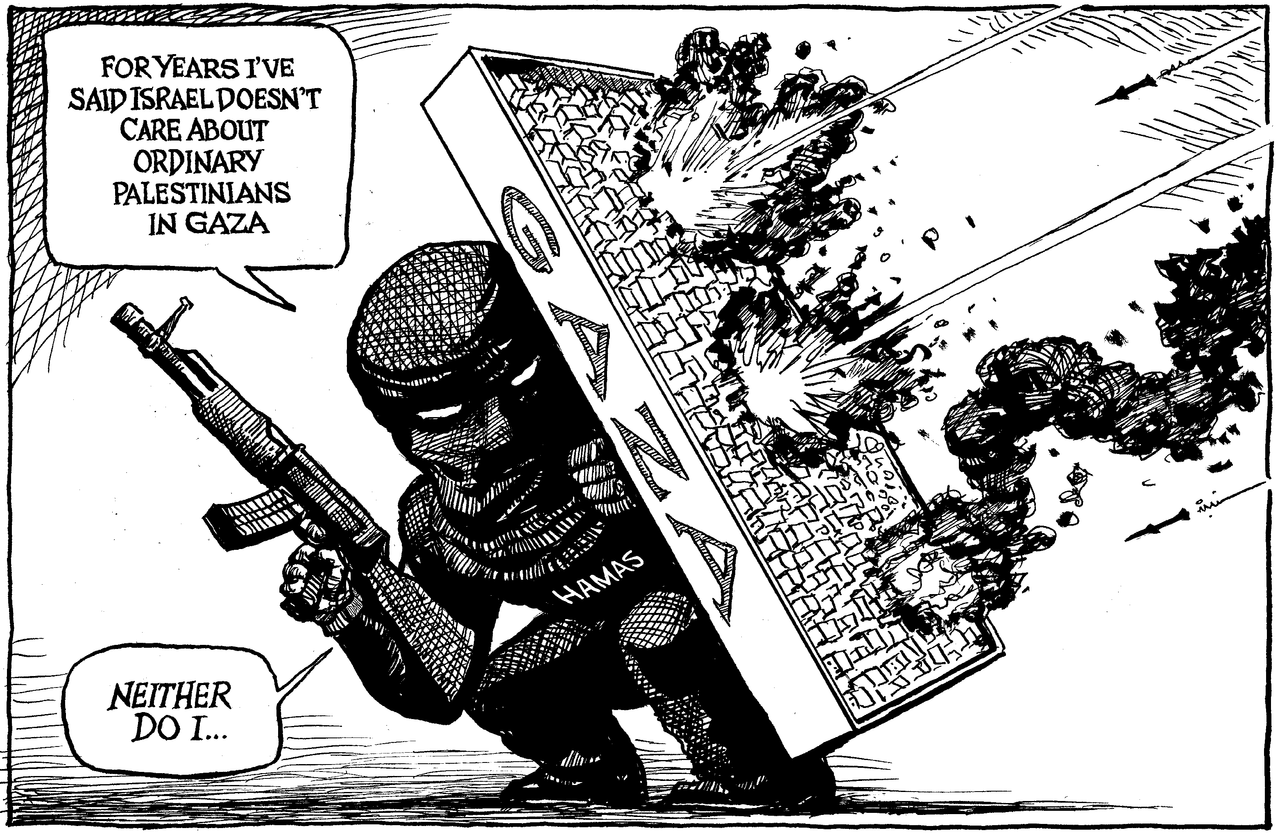 FOR YEARS I'VE
SAID ISRAEL DOESN'T
CARE ABOUT
ORDINARY
PALESTINIANS
IN GAZA
GAZA
HAMAS
NEITHER
DO I...